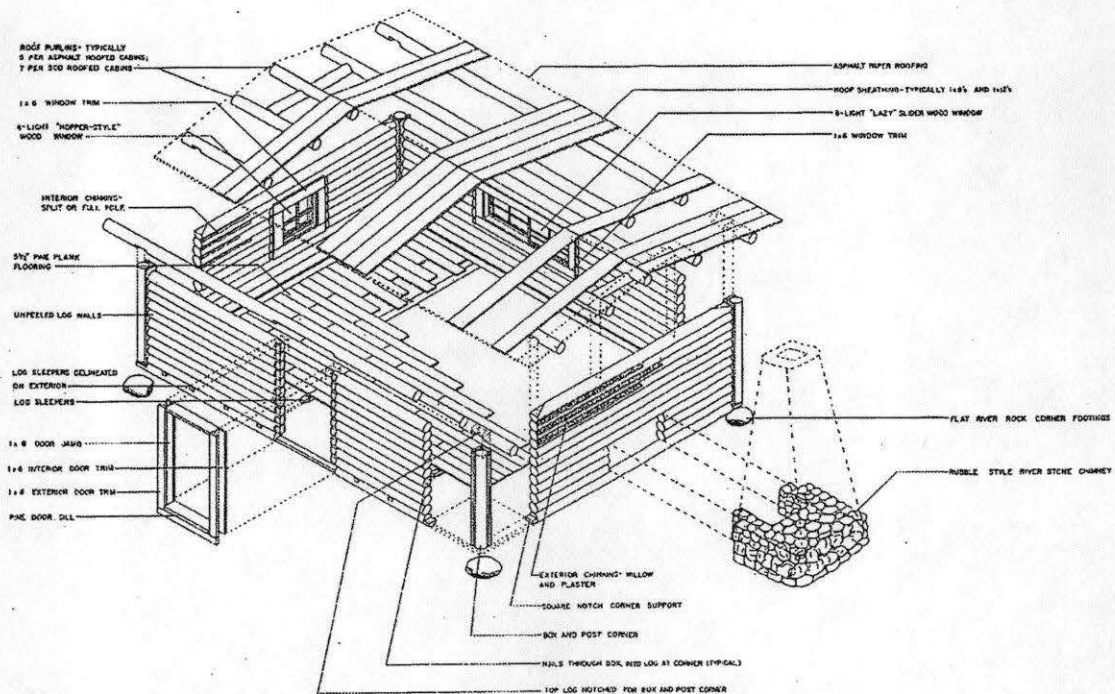 ROOF PURLINS- TYPICALLY
5 PER ASPHALT ROOFED CABINS;
7 PER SOD ROOFED CABINS
1x6 WINDOW TRIM
6-LIGHT "HOPPER-STYLE"
WOOD WINDOW
INTERIOR CHINKING-
SPLIT OR FULL POLE
5½" PINE PLANK
FLOORING
UNPEELED LOG WALLS
LOG SLEEPERS DELINEATED
ON EXTERIOR
LOG SLEEPERS
DOOR JAMB
1x6 INTERIOR DOOR TRIM
1x6 EXTERIOR DOOR TRIM
PINE DOOR SILL
ASPHALT PAPER ROOFING
ROOF SHEATHING-TYPICALLY 1x8's AND 1x12's
8-LIGHT "LAZY" SLIDER WOOD WINDOW
1x6 WINDOW TRIM
FLAT RIVER ROCK CORNER FOOTINGS
RUBBLE STYLE RIVER STONE CHIMNEY
EXTERIOR CHINKING- WILLOW
AND PLASTER
SQUARE NOTCH CORNER SUPPORT
BOX AND POST CORNER
NAILS THROUGH BOX, INTO LOG AT CORNER (TYPICAL)
TOP LOG NOTCHED FOR BOX AND POST CORNER